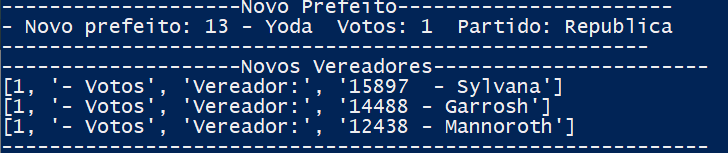 ---------------------Novo Prefeito------------------------
- Novo prefeito: 13 - Yoda  Votos: 1  Partido: Republica
---------------------------------------------------------
---------------------Novos Vereadores------------------------
[1, '- Votos', 'Vereador:', '15897  - Sylvana']
[1, '- Votos', 'Vereador:', '14488 - Garrosh']
[1, '- Votos', 'Vereador:', '12438 - Mannoroth']
--------------------------------------------------------------